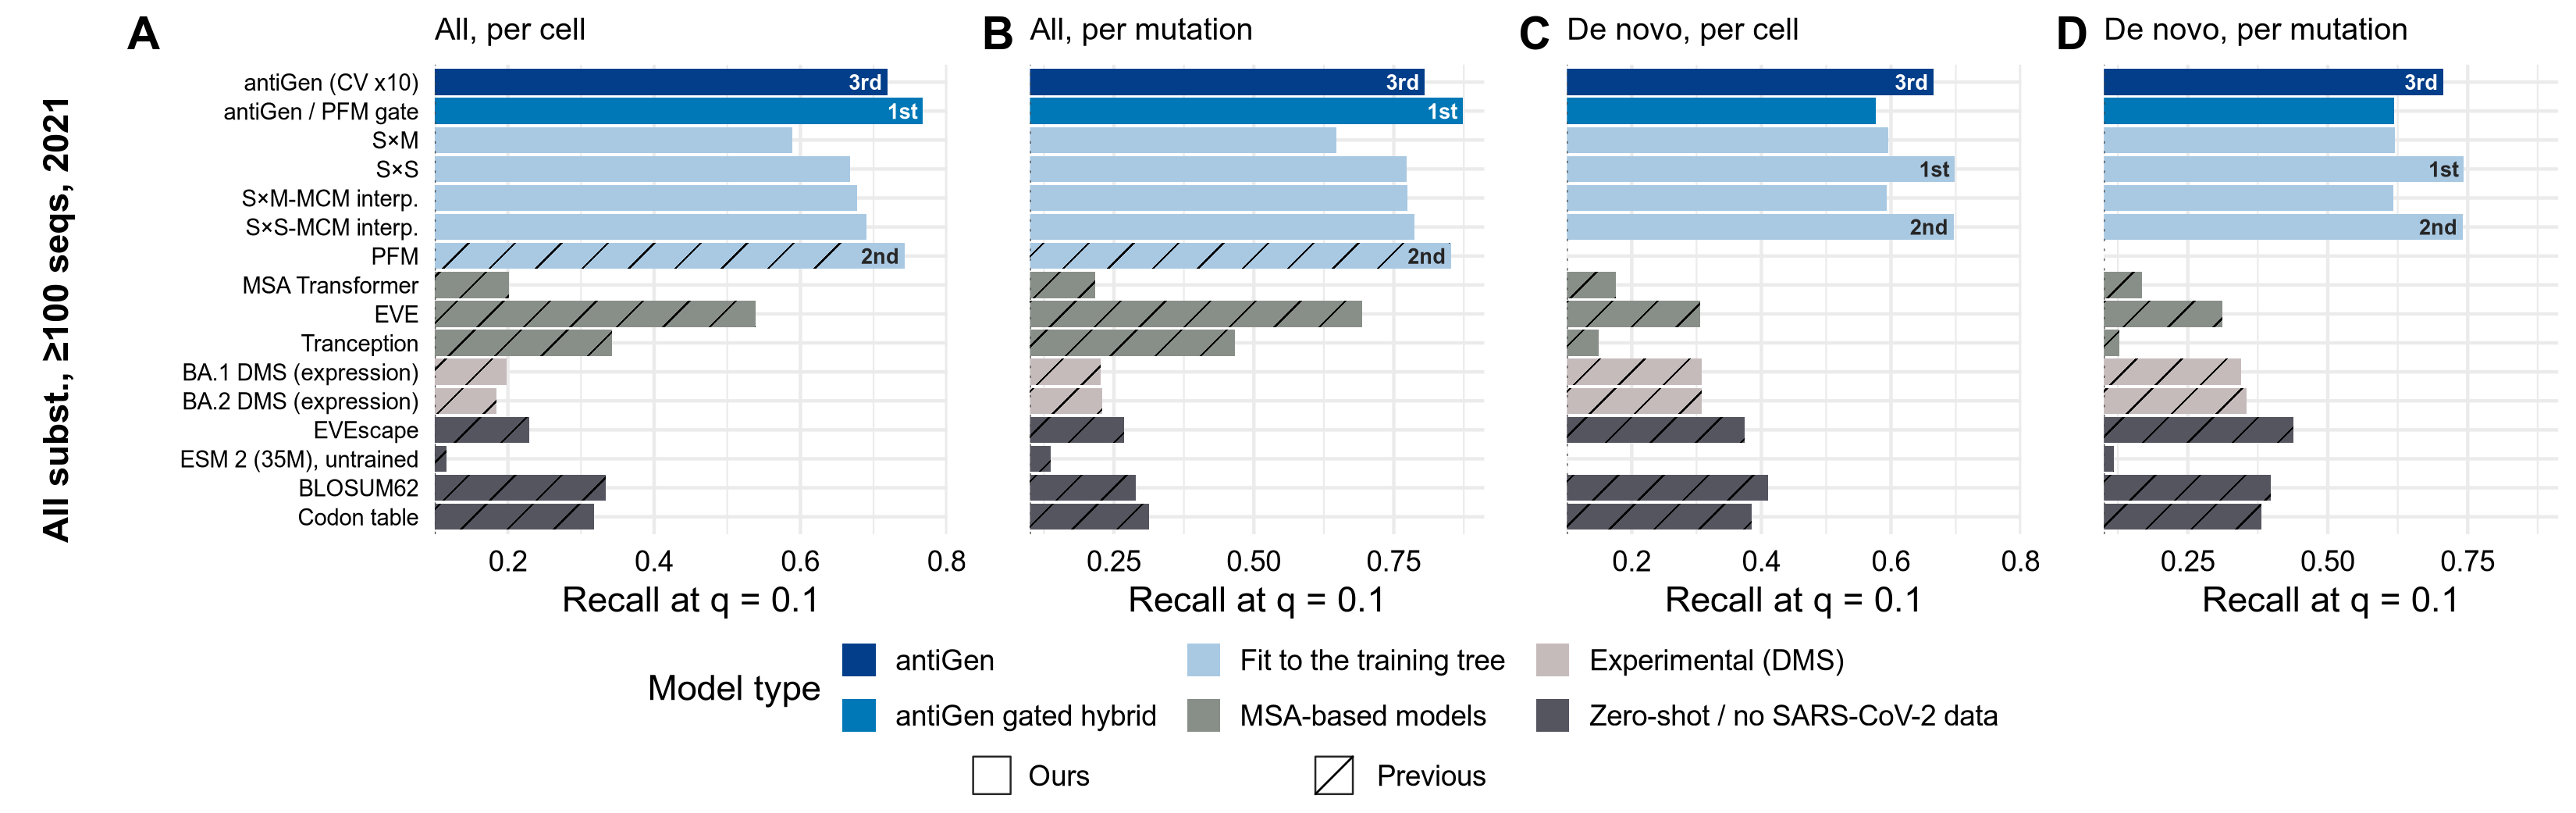 A All, per cell
B All, per mutation
C De novo, per cell
D De novo, per mutation
All subst., ≥100 seqs, 2021
antiGen (CV x10)
antiGen / PFM gate
S×M
S×S
S×M-MCM interp.
S×S-MCM interp.
PFM
MSA Transformer
EVE
Tranception
BA.1 DMS (expression)
BA.2 DMS (expression)
EVEscape
ESM 2 (35M), untrained
BLOSUM62
Codon table
3rd
1st
2nd
3rd
1st
2nd
3rd
1st
2nd
3rd
1st
2nd
0.2 0.4 0.6 0.8
0.25 0.50 0.75
0.2 0.4 0.6 0.8
0.25 0.50 0.75
Recall at q = 0.1
Recall at q = 0.1
Recall at q = 0.1
Recall at q = 0.1
Model type
antiGen
Fit to the training tree
Experimental (DMS)
antiGen gated hybrid
MSA-based models
Zero-shot / no SARS-CoV-2 data
Ours
Previous